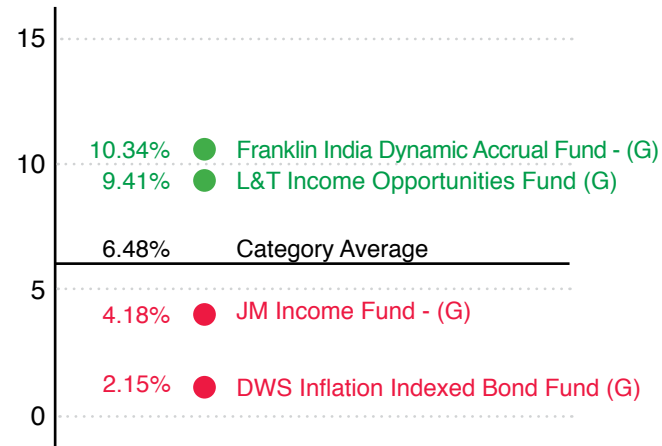 15
10.34% Franklin India Dynamic Accrual Fund - (G)
10
9.41% L&T Income Opportunities Fund (G)
6.48% Category Average
5
4.18% JM Income Fund - (G)
2.15% DWS Inflation Indexed Bond Fund (G)
0